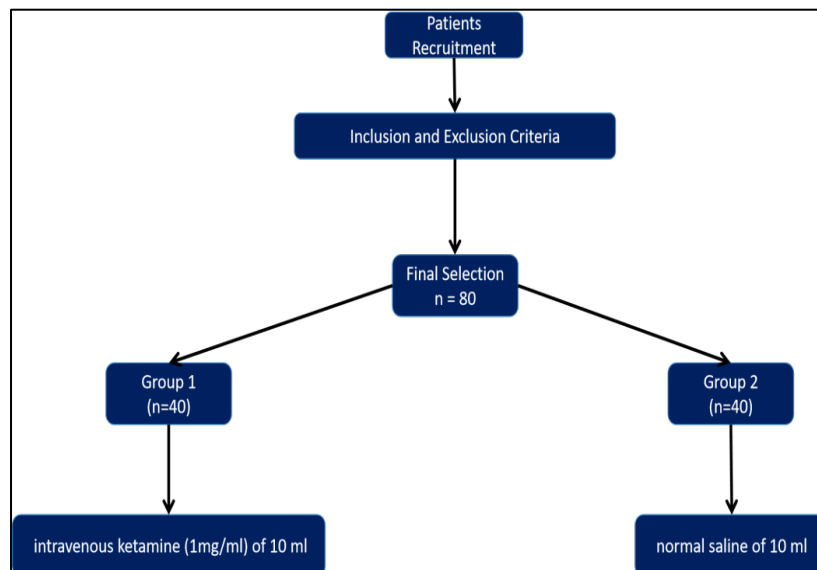 Patients
Recruitment
Inclusion and Exclusion Criteria
Final Selection
n = 80
Group 1
(n=40)
Group 2
(n=40)
intravenous ketamine (1mg/ml) of 10 ml
normal saline of 10 ml